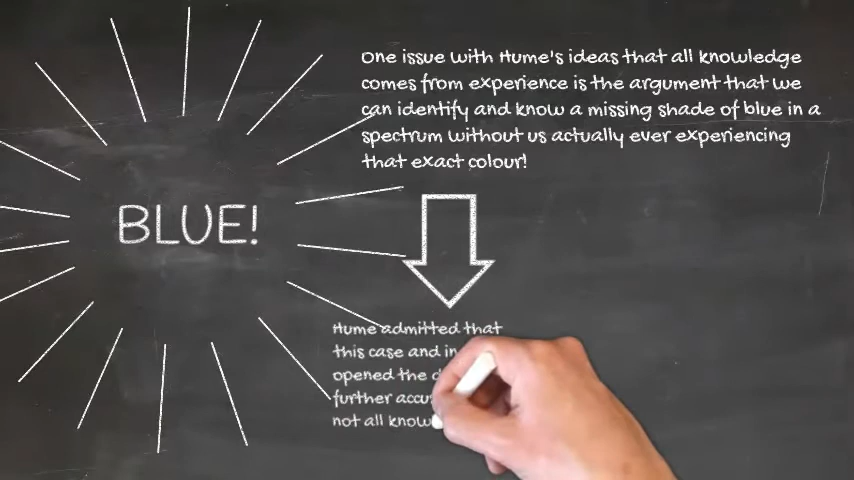 BLUE!
One issue with Hume's ideas that all knowledge
comes from experience is the argument that we
can identify and know a missing shade of blue in a
spectrum without us actually ever experiencing
that exact colour!
Hume admitted that
this case and in
opened the
further
not all